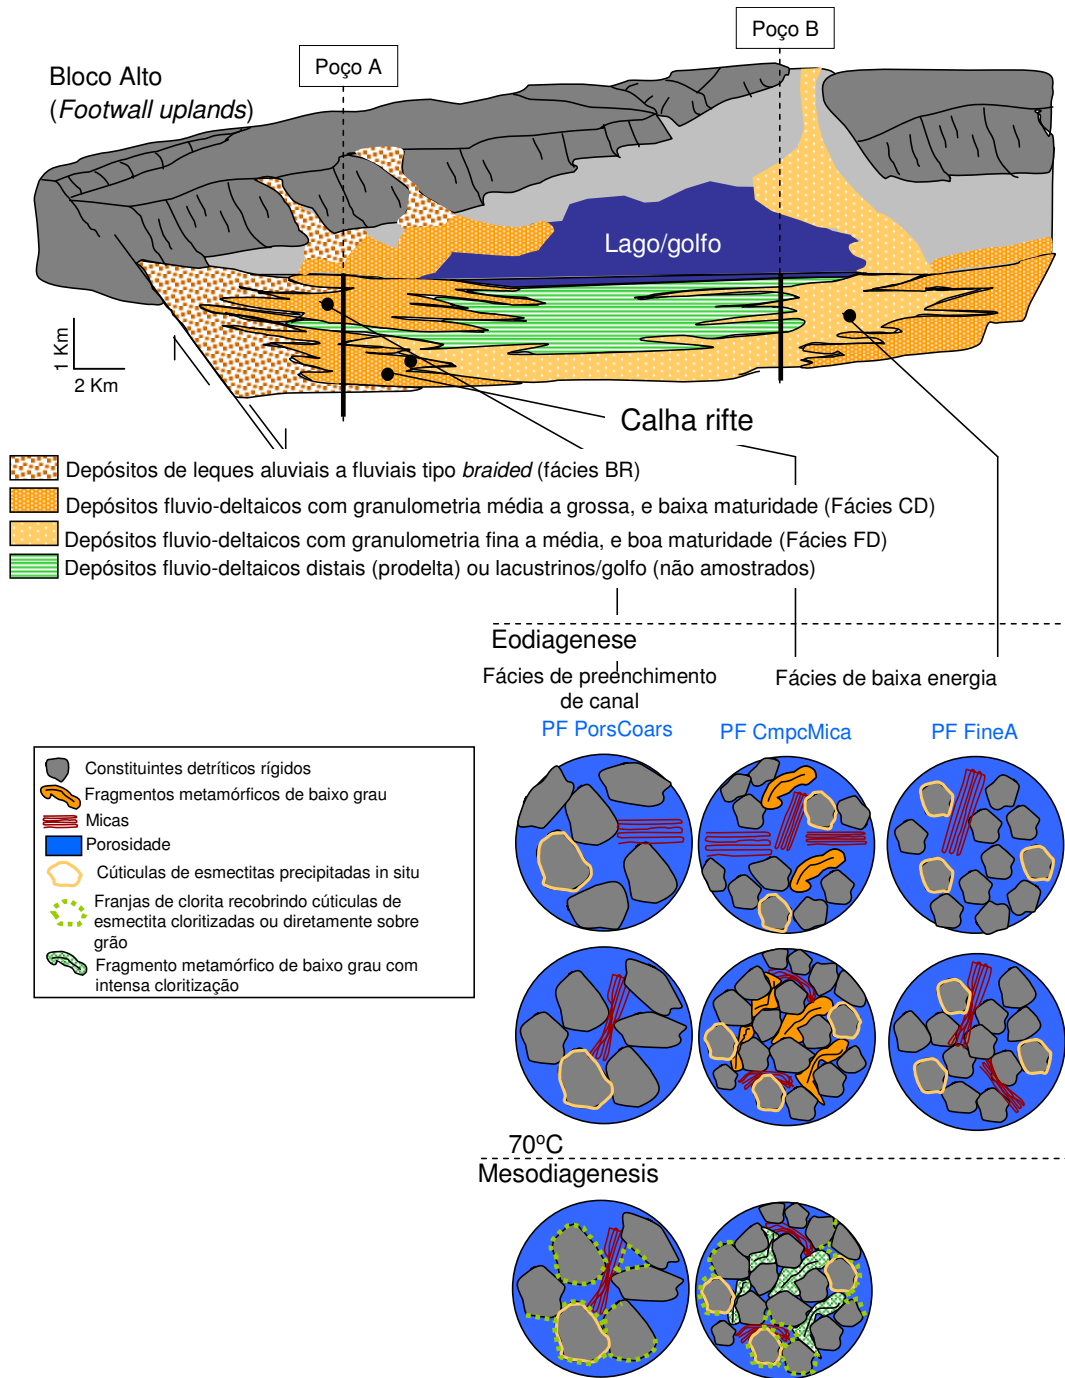 Poço B
Poço A
Bloco Alto
(Footwall uplands)
Lago/golfo
1 Km
2 Km
Calha rifte
Depósitos de leques aluviais a fluviais tipo braided (fácies BR)
Depósitos fluvio-deltaicos com granulometria média a grossa, e baixa maturidade (Fácies CD)
Depósitos fluvio-deltaicos com granulometria fina a média, e boa maturidade (Fácies FD)
Depósitos fluvio-deltaicos distais (prodelta) ou lacustrinos/golfo (não amostrados)
Eodiagenese
Fácies de preenchimento
de canal
Fácies de baixa energia
PF PorsCoars
PF CmpcMica
PF FineA
Constituintes detríticos rígidos
Fragmentos metamórficos de baixo grau
Micas
Porosidade
Cúticulas de esmectitas precipitadas in situ
Franjas de clorita recobrindo cúticulas de
esmectita cloritizadas ou diretamente sobre
grão
Fragmento metamórfico de baixo grau com
intensa cloritização
70ºC
Mesodiagenesis